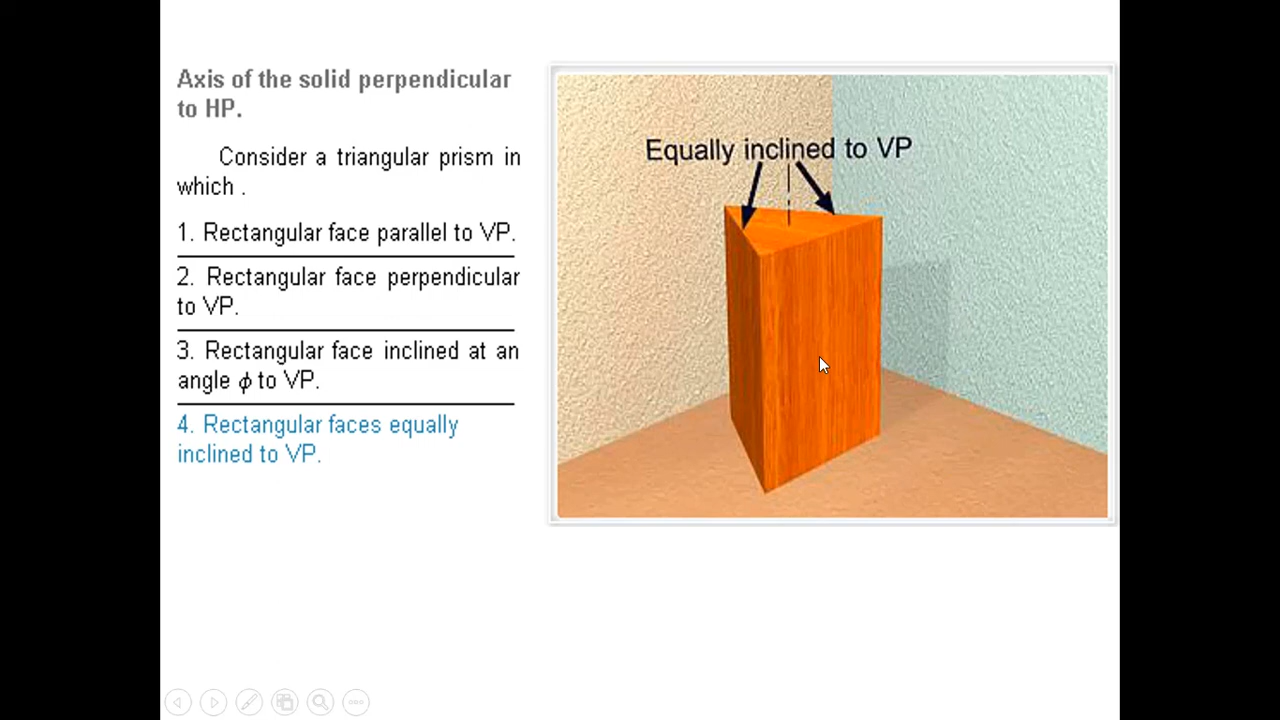 Axis of the solid perpendicular
to HP.
Consider a triangular prism in
which .
1. Rectangular face parallel to VP.
2. Rectangular face perpendicular
to VP.
3. Rectangular face inclined at an
angle ϕ to VP.
4. Rectangular faces equally
inclined to VP.
Equally inclined to VP